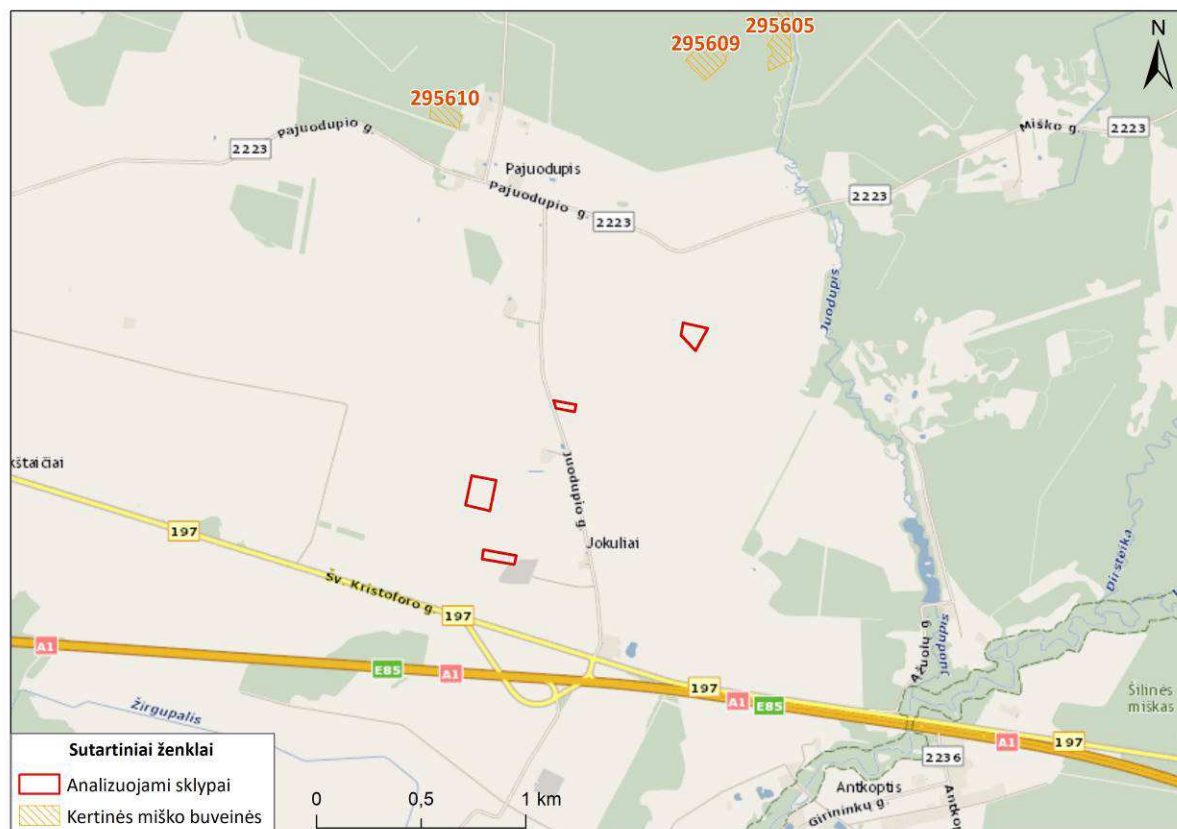 295605
295609
N
295610
Pajuodupio g.
2223
Miško g.
2223
Pajuodupis
Pajuodupio g.
2223
2223
Juodupis
kštaičiai
Juodupio g.
197
Jokuliai
Dirsteika
Šv. Kristoforo g.
197
Ąžuolų g.
Juodupis
A1
E85
A1
197
A1
E85
Šilinės
miškas
Žirgupalis
A1
197
2236
Antkoptis
Girininkų g.
Antkop
Sutartiniai ženklai
Analizuojami sklypai
Kertinės miško buveinės
0 0,5 1 km